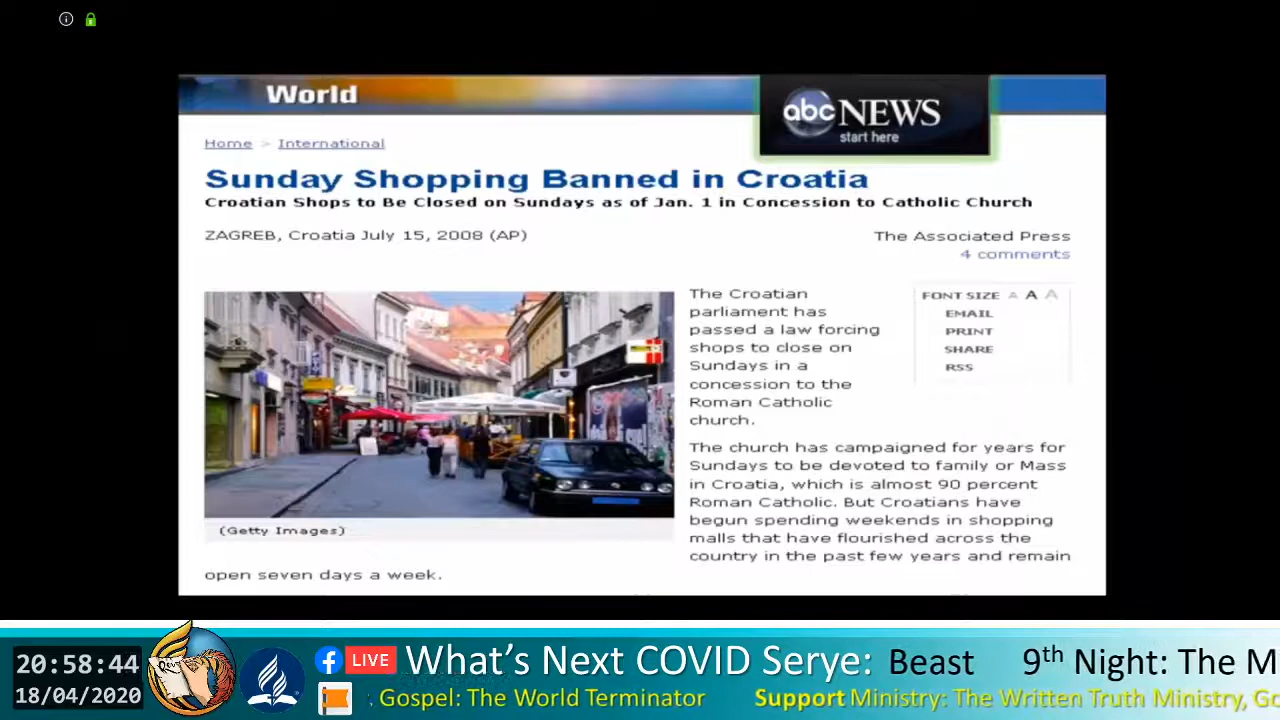 World
abc NEWS
start here
Home > International
Sunday Shopping Banned in Croatia
Croatian Shops to Be Closed on Sundays as of Jan. 1 in Concession to Catholic Church
ZAGREB, Croatia July 15, 2008 (AP)
The Associated Press
4 comments
The Croatian
parliament has
passed a law forcing
shops to close on
Sundays in a
concession to the
Roman Catholic
church.
FONT SIZE A A A
EMAIL
PRINT
SHARE
RSS
The church has campaigned for years for
Sundays to be devoted to family or Mass
in Croatia, which is almost 90 percent
Roman Catholic. But Croatians have
begun spending weekends in shopping
malls that have flourished across the
country in the past few years and remain
open seven days a week.
(Getty Images)
20:58:44
18/04/2020
LIVE
What's Next COVID Serye: Beast 9th Night: The M
Gospel: The World Terminator Support Ministry: The Written Truth Ministry, Go